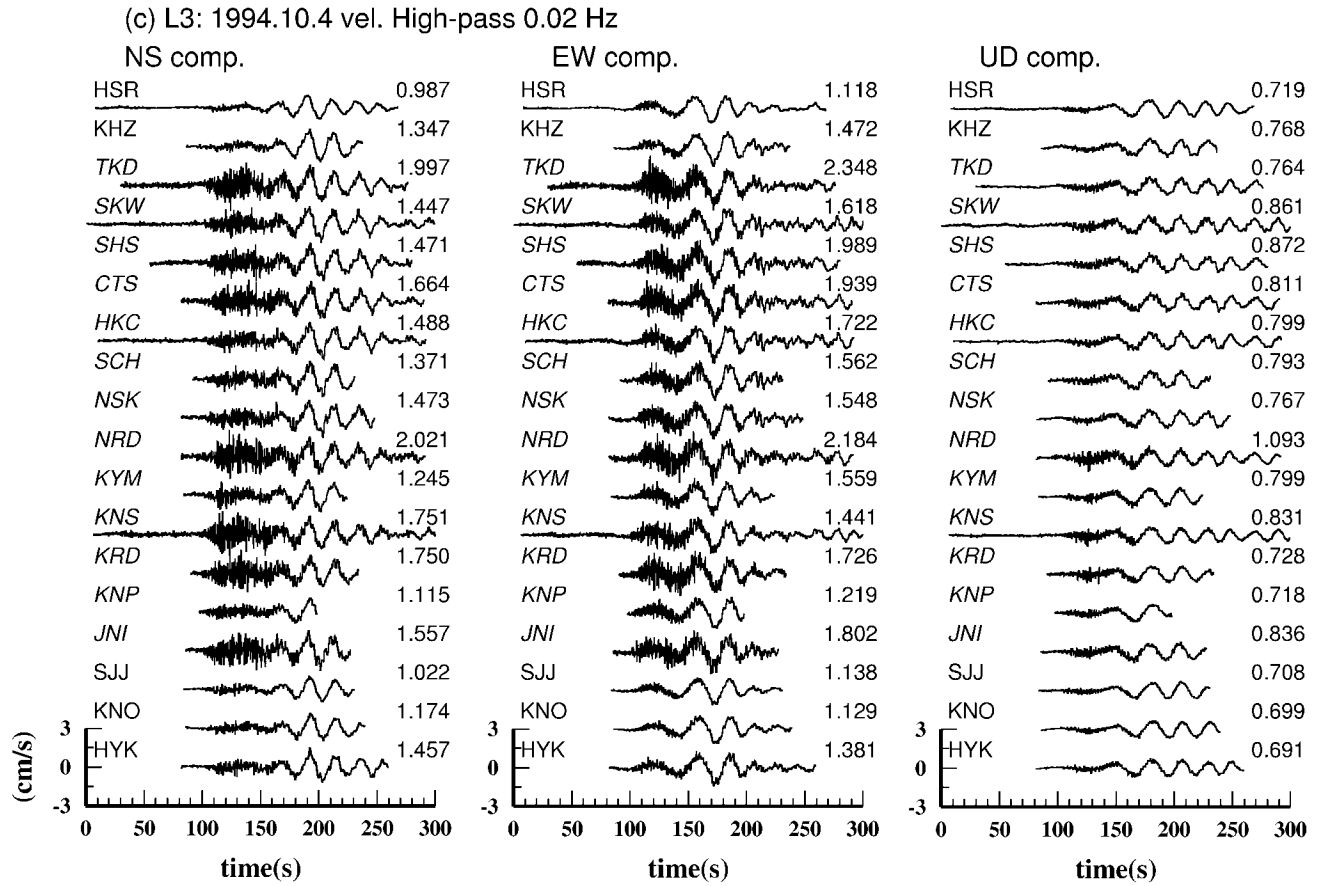 (c) L3: 1994.10.4 vel. High-pass 0.02 Hz
NS comp. EW comp. UD comp.
HSR 0.987 HSR 1.118 HSR 0.719
KHZ 1.347 KHZ 1.472 KHZ 0.768
TKD 1.997 TKD 2.348 TKD 0.764
SKW 1.447 SKW 1.618 SKW 0.861
SHS 1.471 SHS 1.989 SHS 0.872
CTS 1.664 CTS 1.939 CTS 0.811
HKC 1.488 HKC 1.722 HKC 0.799
SCH 1.371 SCH 1.562 SCH 0.793
NSK 1.473 NSK 1.548 NSK 0.767
NRD 2.021 NRD 2.184 NRD 1.093
KYM 1.245 KYM 1.559 KYM 0.799
KNS 1.751 KNS 1.441 KNS 0.831
KRD 1.750 KRD 1.726 KRD 0.728
KNP 1.115 KNP 1.219 KNP 0.718
JNI 1.557 JNI 1.802 JNI 0.836
SJJ 1.022 SJJ 1.138 SJJ 0.708
KNO 1.174 KNO 1.129 KNO 0.699
3 3 3
HYK 1.457 HYK 1.381 HYK 0.691
0 0 0
(cm/s)
-3 -3 -3
0 50 100 150 200 250 300 0 50 100 150 200 250 300 0 50 100 150 200 250 300
time(s) time(s) time(s)